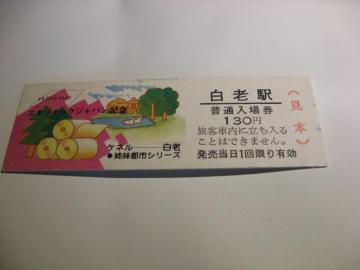 エキゾチックジャパン記念
ケネル――白老
●姉妹都市シリーズ
白老駅
普通入場券
130円
旅客車内に立ち入る
ことはできません。
発売当日1回限り有効
(見本)